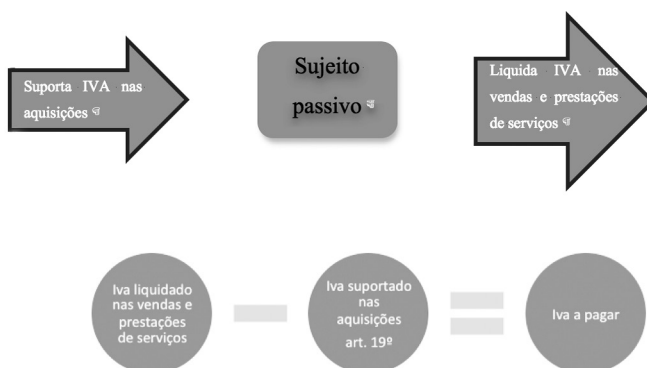 Suporta IVA nas
aquisições
Sujeito
passivo
Liquida IVA nas
vendas e prestações
de serviços
Iva liquidado
nas vendas e
prestações
de serviços
Iva suportado
nas
aquisições
art. 19º
Iva a pagar